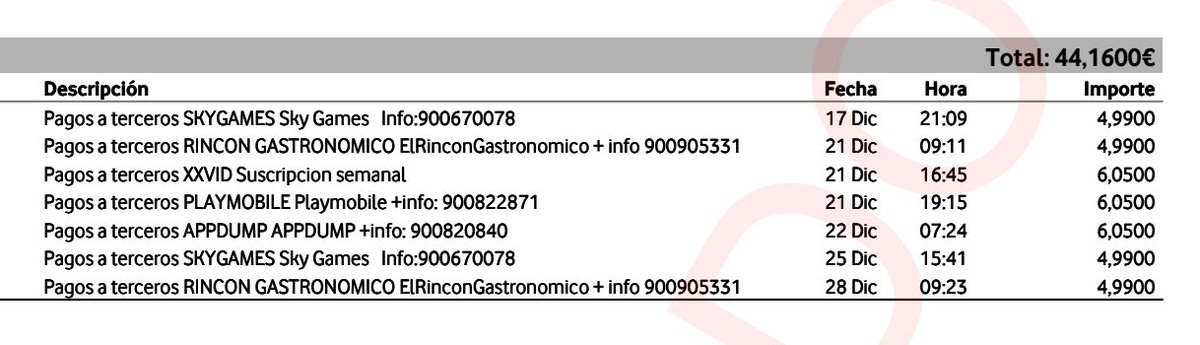 Total: 44,1600€
Descripción Fecha Hora Importe
Pagos a terceros SKYGAMES Sky Games Info:900670078 17 Dic 21:09 4,9900
Pagos a terceros RINCON GASTRONOMICO ElRinconGastronomico + info 900905331 21 Dic 09:11 4,9900
Pagos a terceros XXVID Suscripcion semanal 21 Dic 16:45 6,0500
Pagos a terceros PLAYMOBILE Playmobile +info: 900822871 21 Dic 19:15 6,0500
Pagos a terceros APPDUMP APPDUMP +info: 900820840 22 Dic 07:24 6,0500
Pagos a terceros SKYGAMES Sky Games Info:900670078 25 Dic 15:41 4,9900
Pagos a terceros RINCON GASTRONOMICO ElRinconGastronomico + info 900905331 28 Dic 09:23 4,9900